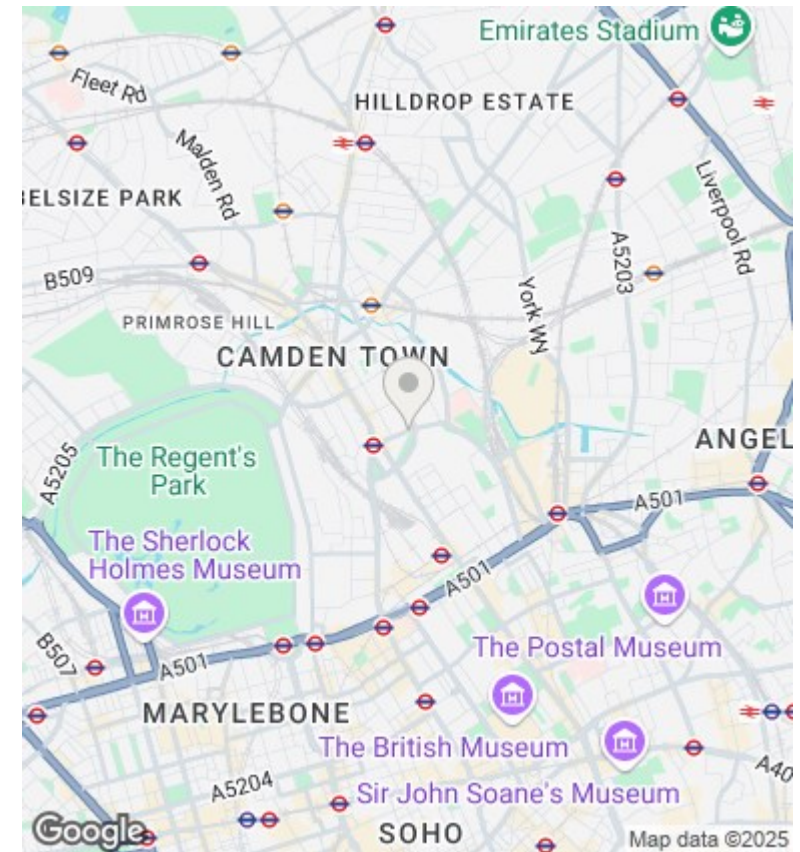 Emirates Stadium
Fleet Rd
HILLDROP ESTATE
Malden Rd
Liverpool Rd
BELSIZE PARK
A5203
B509
York Wy
PRIMROSE HILL
CAMDEN TOWN
ANGEL
A5205
The Regent's
Park
A501
The Sherlock
Holmes Museum
A501
B507
The Postal Museum
A501
MARYLEBONE
The British Museum
A40
A5204
Sir John Soane's Museum
SOHO
Google
Map data ©2025